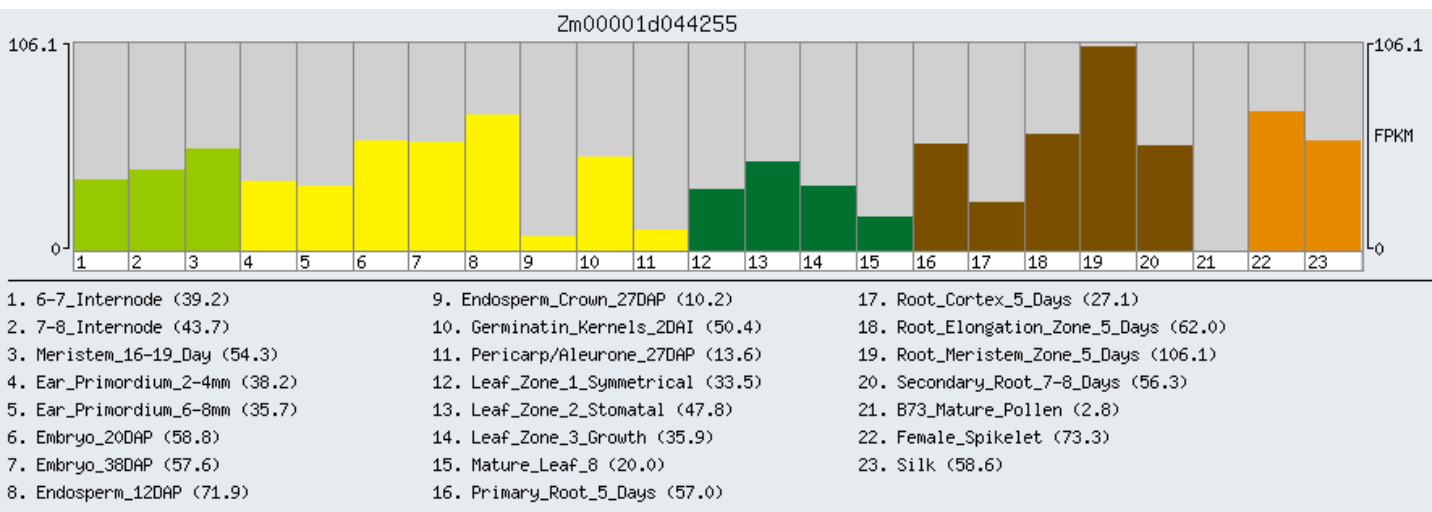 Zm00001d044255
106.1
106.1
FPKM
0
0
1 2 3 4 5 6 7 8 9 10 11 12 13 14 15 16 17 18 19 20 21 22 23
1. 6-7_Internode (39.2)
2. 7-8_Internode (43.7)
3. Meristem_16-19_Day (54.3)
4. Ear_Primordium_2-4mm (38.2)
5. Ear_Primordium_6-8mm (35.7)
6. Embryo_20DAP (58.8)
7. Embryo_38DAP (57.6)
8. Endosperm_12DAP (71.9)
9. Endosperm_Crown_27DAP (10.2)
10. Germinatin_Kernels_2DAI (50.4)
11. Pericarp/Aleurone_27DAP (13.6)
12. Leaf_Zone_1_Symmetrical (33.5)
13. Leaf_Zone_2_Stomatal (47.8)
14. Leaf_Zone_3_Growth (35.9)
15. Mature_Leaf_8 (20.0)
16. Primary_Root_5_Days (57.0)
17. Root_Cortex_5_Days (27.1)
18. Root_Elongation_Zone_5_Days (62.0)
19. Root_Meristem_Zone_5_Days (106.1)
20. Secondary_Root_7-8_Days (56.3)
21. B73_Mature_Pollen (2.8)
22. Female_Spikelet (73.3)
23. Silk (58.6)